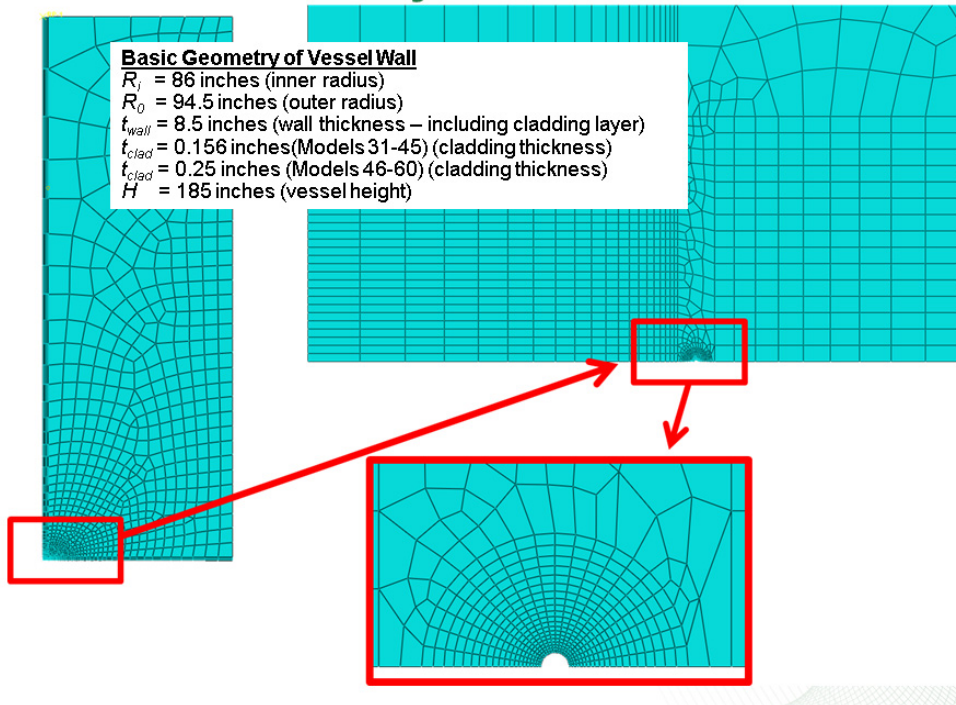 Basic Geometry of Vessel Wall
Ri = 86 inches (inner radius)
R0 = 94.5 inches (outer radius)
twall = 8.5 inches (wall thickness – including cladding layer)
tclad = 0.156 inches(Models 31-45) (cladding thickness)
tclad = 0.25 inches (Models 46-60) (cladding thickness)
H = 185 inches (vessel height)